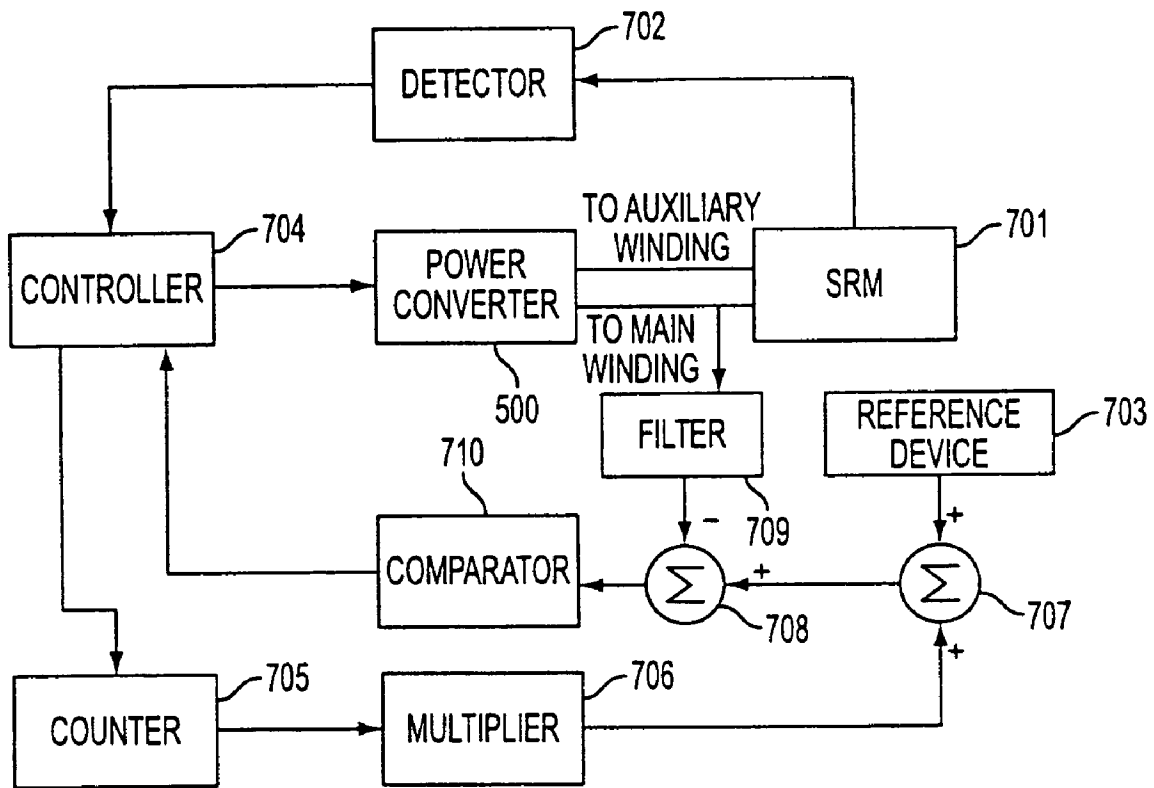 702
DETECTOR
704
CONTROLLER
POWER
CONVERTER
500
TO AUXILIARY
WINDING
TO MAIN
WINDING
701
SRM
FILTER
709
REFERENCE
DEVICE
703
710
COMPARATOR
-
Σ
708
+
+
Σ
707
+
705
COUNTER
706
MULTIPLIER